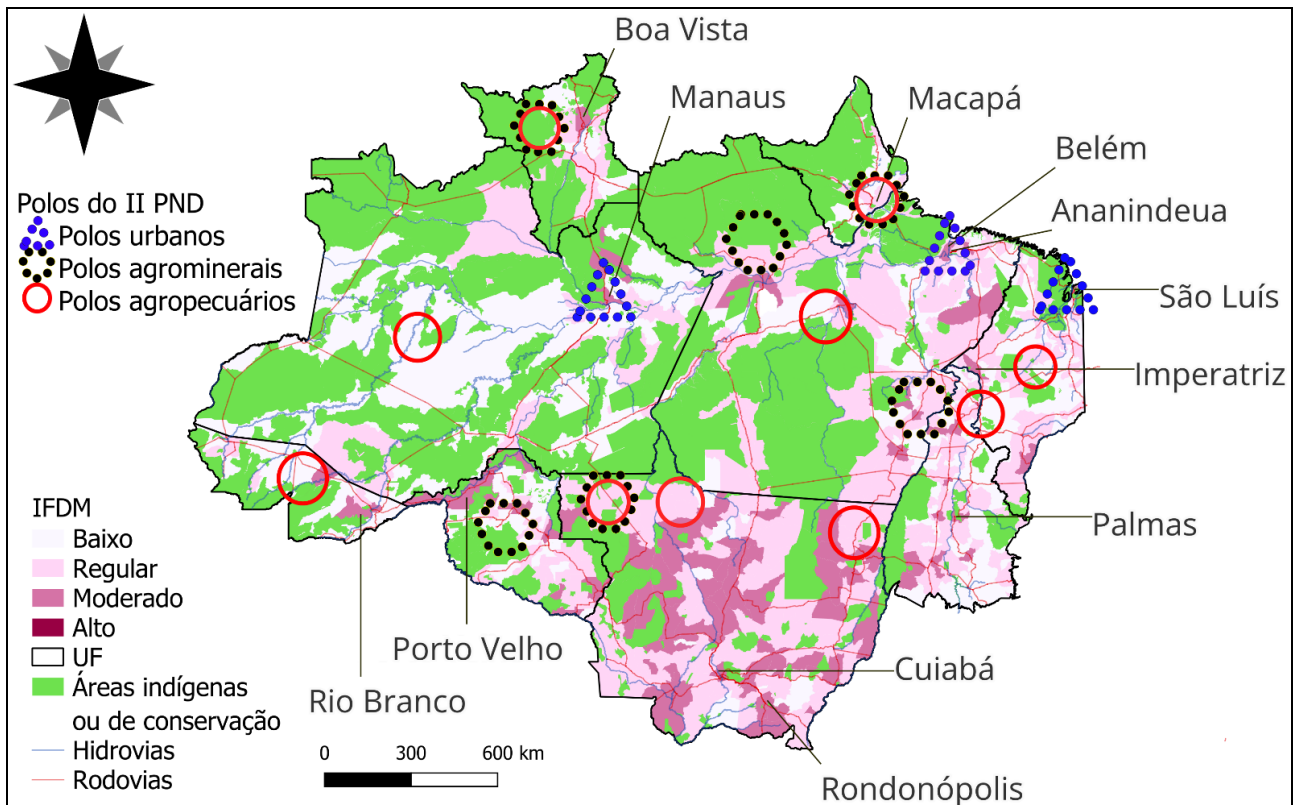 Boa Vista
Manaus
Macapá
Belém
Ananindeua
São Luís
Imperatriz
Palmas
Cuiabá
Rondonópolis
Porto Velho
Rio Branco
Polos do II PND
Polos urbanos
Polos agrominerais
Polos agropecuários
IFDM
Baixo
Regular
Moderado
Alto
UF
Áreas indígenas
ou de conservação
Hidrovias
Rodovias
0 300 600 km